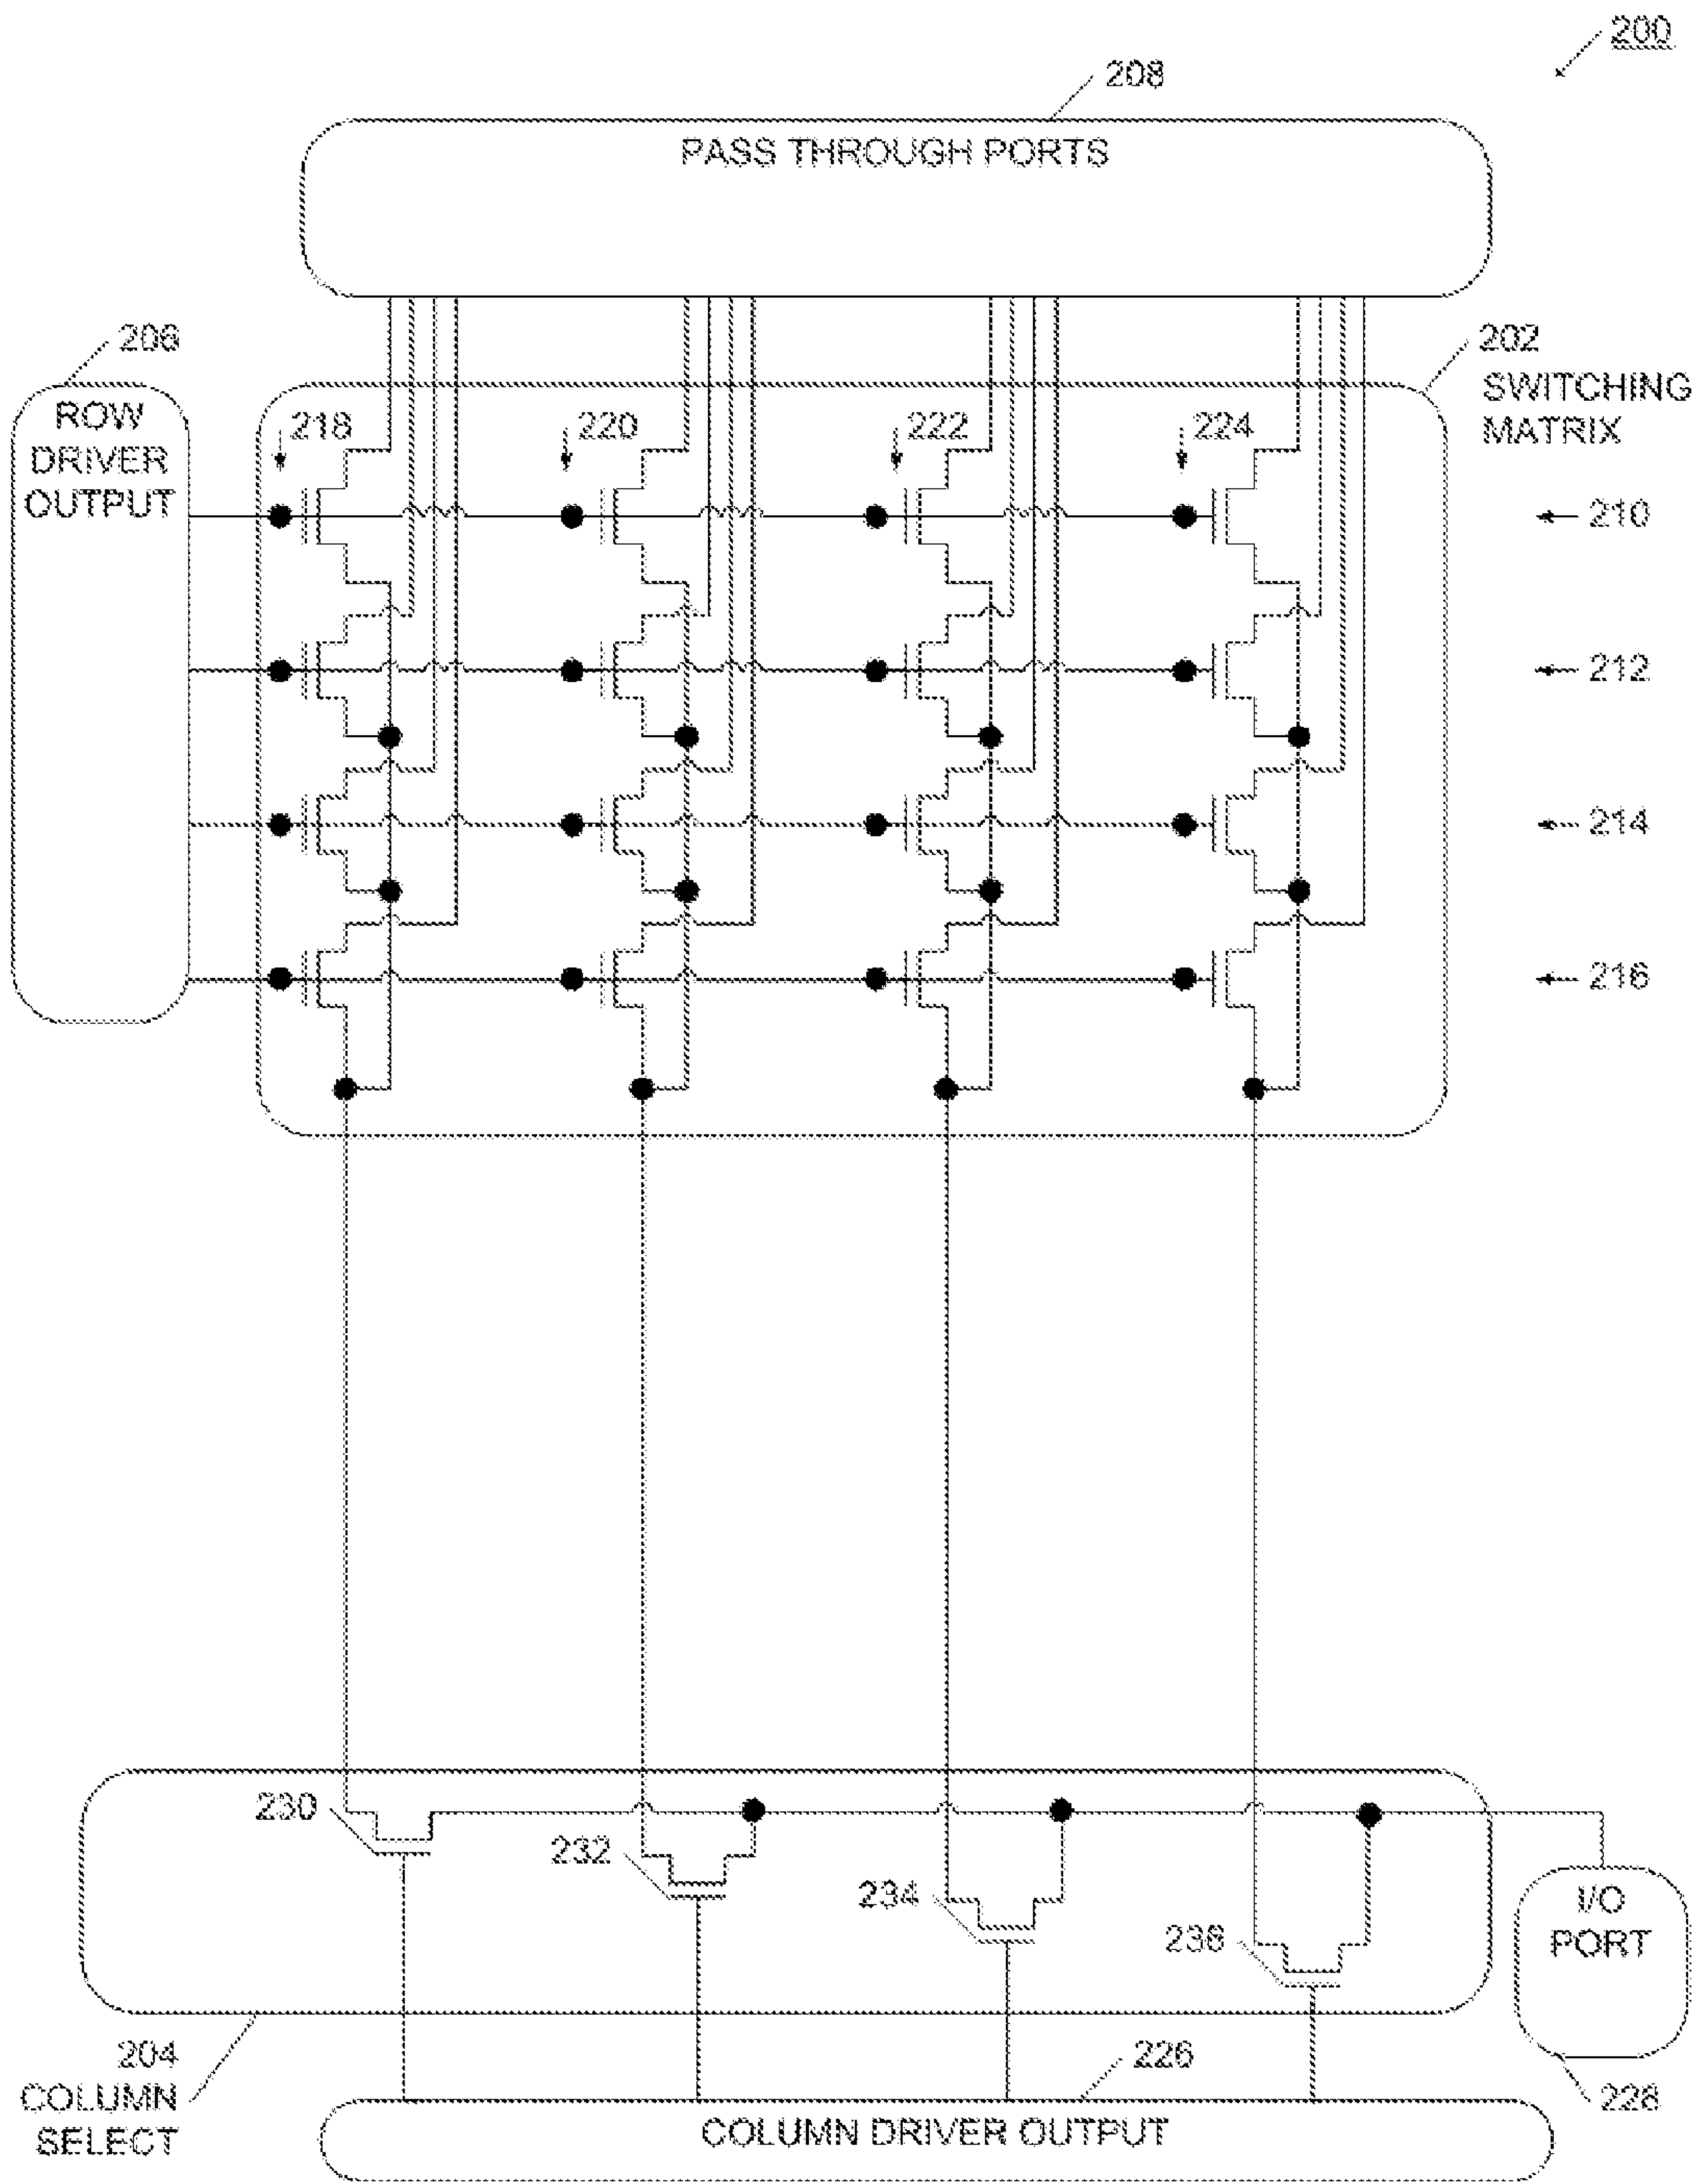 200
208
PASS THROUGH PORTS
206
202
SWITCHING
MATRIX
ROW
DRIVER
OUTPUT
218
220
222
224
210
212
214
216
230
232
234
236
I/O
PORT
204
COLUMN
SELECT
226
228
COLUMN DRIVER OUTPUT